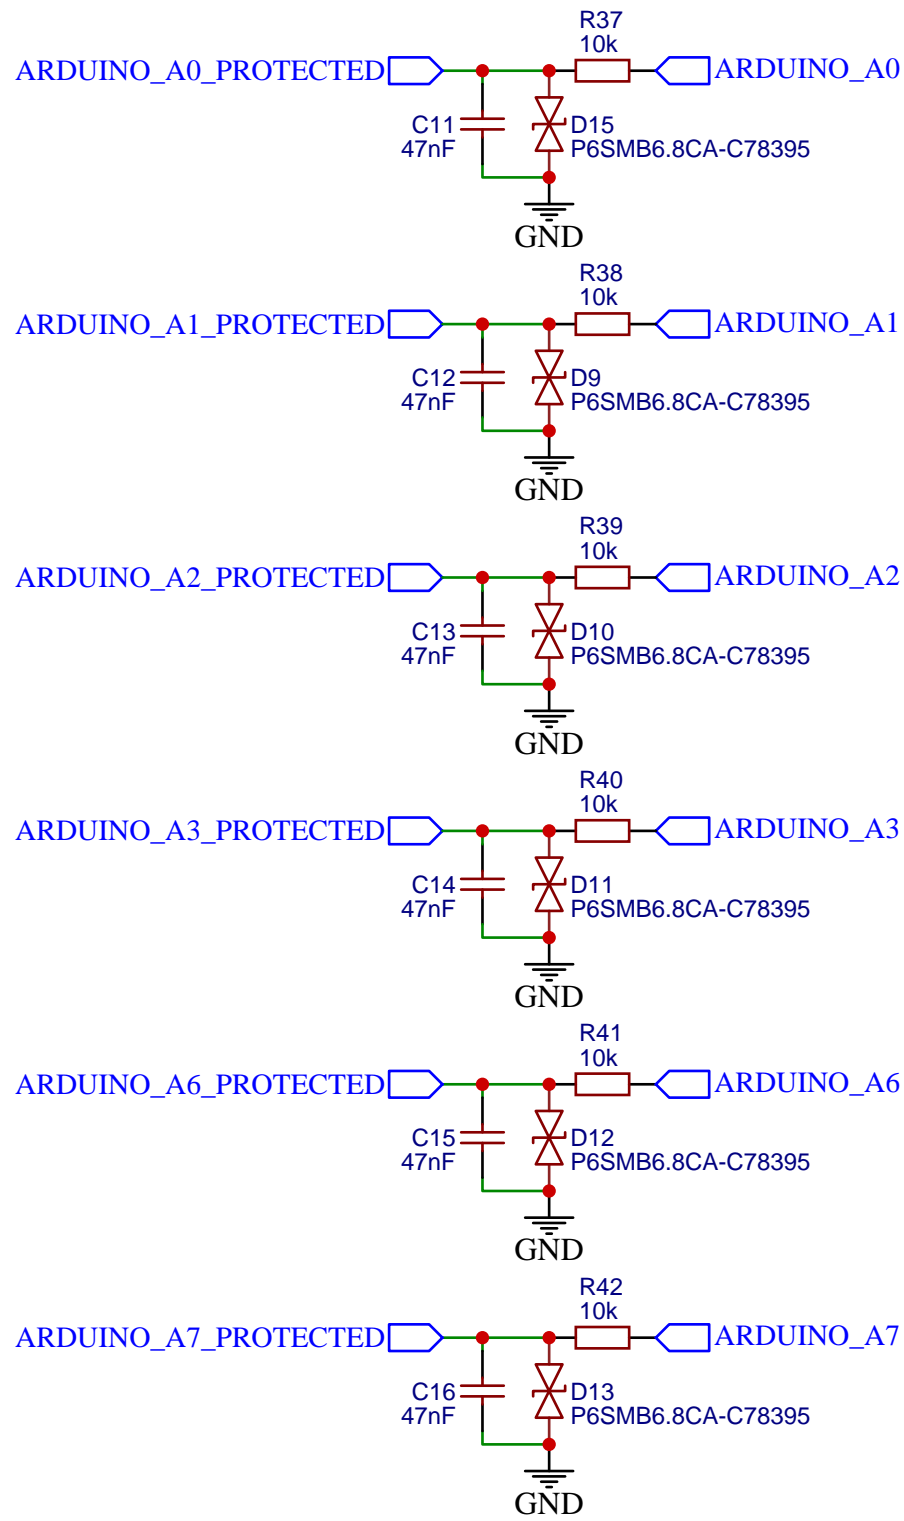 R37
10k
ARDUINO_A0_PROTECTED
ARDUINO_A0
C11
47nF
D15
P6SMB6.8CA-C78395
GND
R38
10k
ARDUINO_A1_PROTECTED
ARDUINO_A1
C12
47nF
D9
P6SMB6.8CA-C78395
GND
R39
10k
ARDUINO_A2_PROTECTED
ARDUINO_A2
C13
47nF
D10
P6SMB6.8CA-C78395
GND
R40
10k
ARDUINO_A3_PROTECTED
ARDUINO_A3
C14
47nF
D11
P6SMB6.8CA-C78395
GND
R41
10k
ARDUINO_A6_PROTECTED
ARDUINO_A6
C15
47nF
D12
P6SMB6.8CA-C78395
GND
R42
10k
ARDUINO_A7_PROTECTED
ARDUINO_A7
C16
47nF
D13
P6SMB6.8CA-C78395
GND